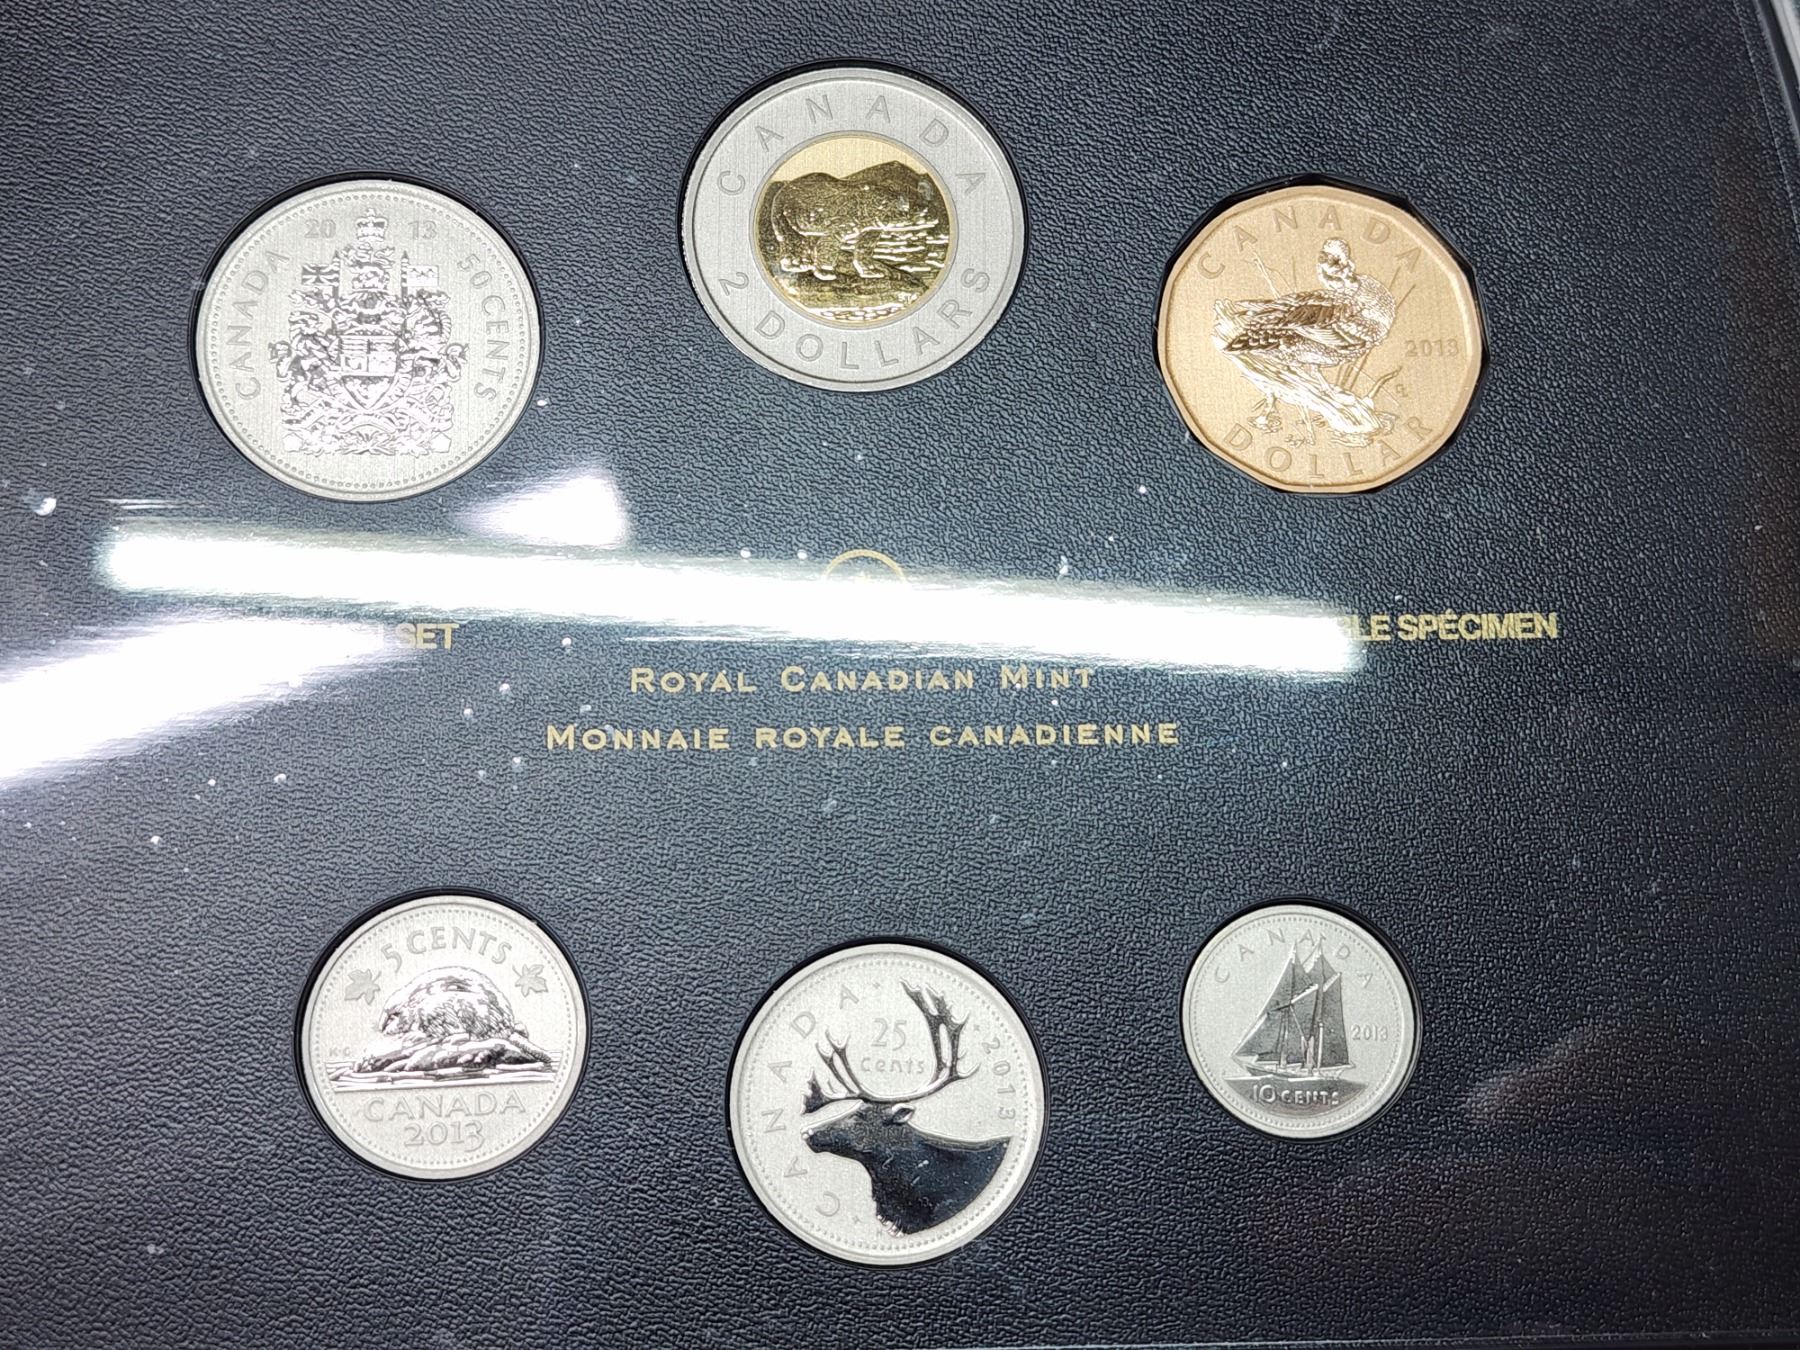 CANADA
2 DOLLARS
CANADA
20 13
50 CENTS
CANADA
2013
DOLLAR
SET
SPÉCIMEN
ROYAL CANADIAN MINT
MONNAIE ROYALE CANADIENNE
5 CENTS
K·G
CANADA
2013
CANADA
25
cents
2013
CANADA
2013
10 CENTS